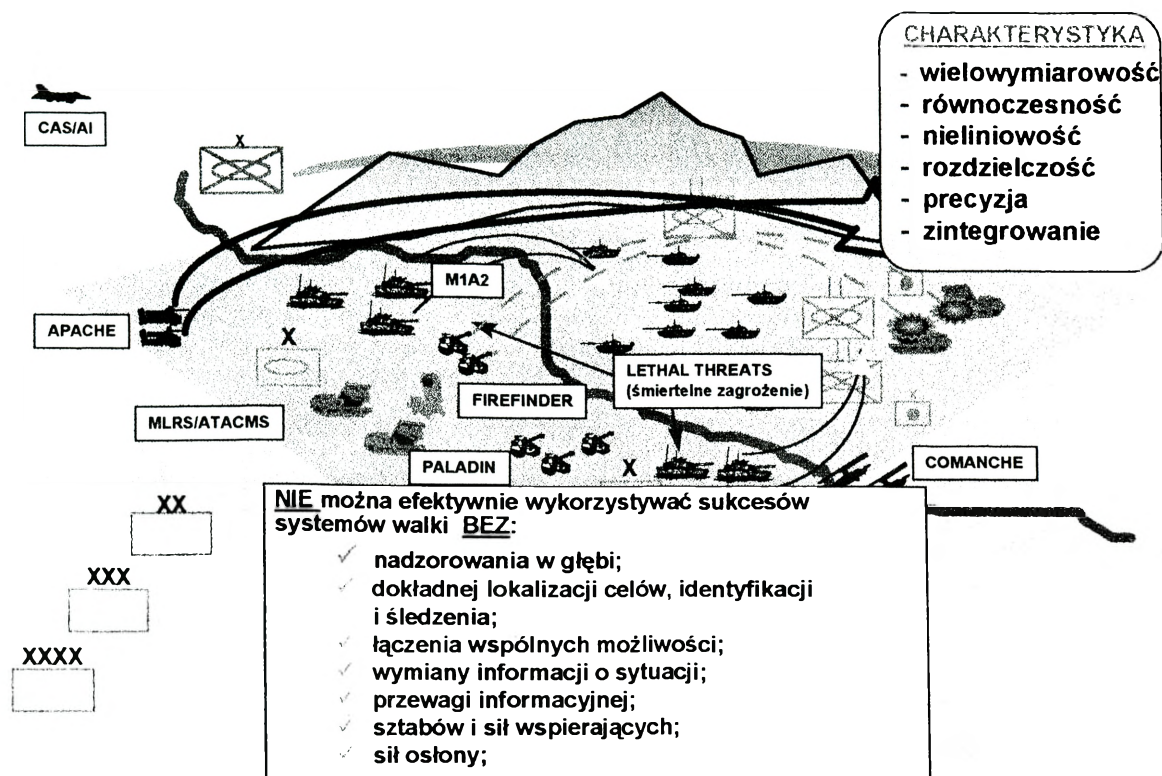 CHARAKTERYSTYKA
- wielowymiarowość
- równoczesność
- nieliniowość
- rozdzielczość
- precyzja
- zintegrowanie
CAS/AI
X
M1A2
APACHE
X
LETHAL THREATS
(śmiertelne zagrożenie)
FIREFINDER
MLRS/ATACMS
PALADIN
X
COMANCHE
XX
XXX
XXXX
NIE można efektywnie wykorzystywać sukcesów
systemów walki BEZ:
✓ nadzorowania w głębi;
✓ dokładnej lokalizacji celów, identyfikacji
i śledzenia;
✓ łączenia wspólnych możliwości;
✓ wymiany informacji o sytuacji;
✓ przewagi informacyjnej;
✓ sztabów i sił wspierających;
✓ sił osłony;